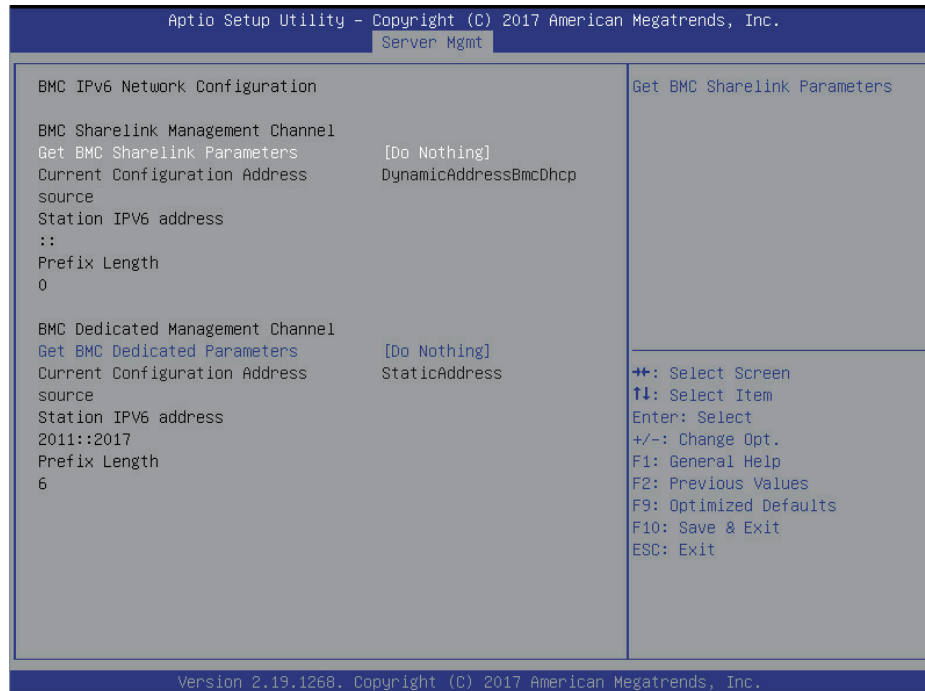 Aptio Setup Utility – Copyright (C) 2017 American Megatrends, Inc.
Server Mgmt
BMC IPv6 Network Configuration
BMC Sharelink Management Channel
Get BMC Sharelink Parameters [Do Nothing]
Current Configuration Address DynamicAddressBmcDhcp
source
Station IPV6 address
::
Prefix Length
0
BMC Dedicated Management Channel
Get BMC Dedicated Parameters [Do Nothing]
Current Configuration Address StaticAddress
source
Station IPV6 address
2011::2017
Prefix Length
6
Get BMC Sharelink Parameters
→←: Select Screen
↑↓: Select Item
Enter: Select
+/-: Change Opt.
F1: General Help
F2: Previous Values
F9: Optimized Defaults
F10: Save & Exit
ESC: Exit
Version 2.19.1268. Copyright (C) 2017 American Megatrends, Inc.